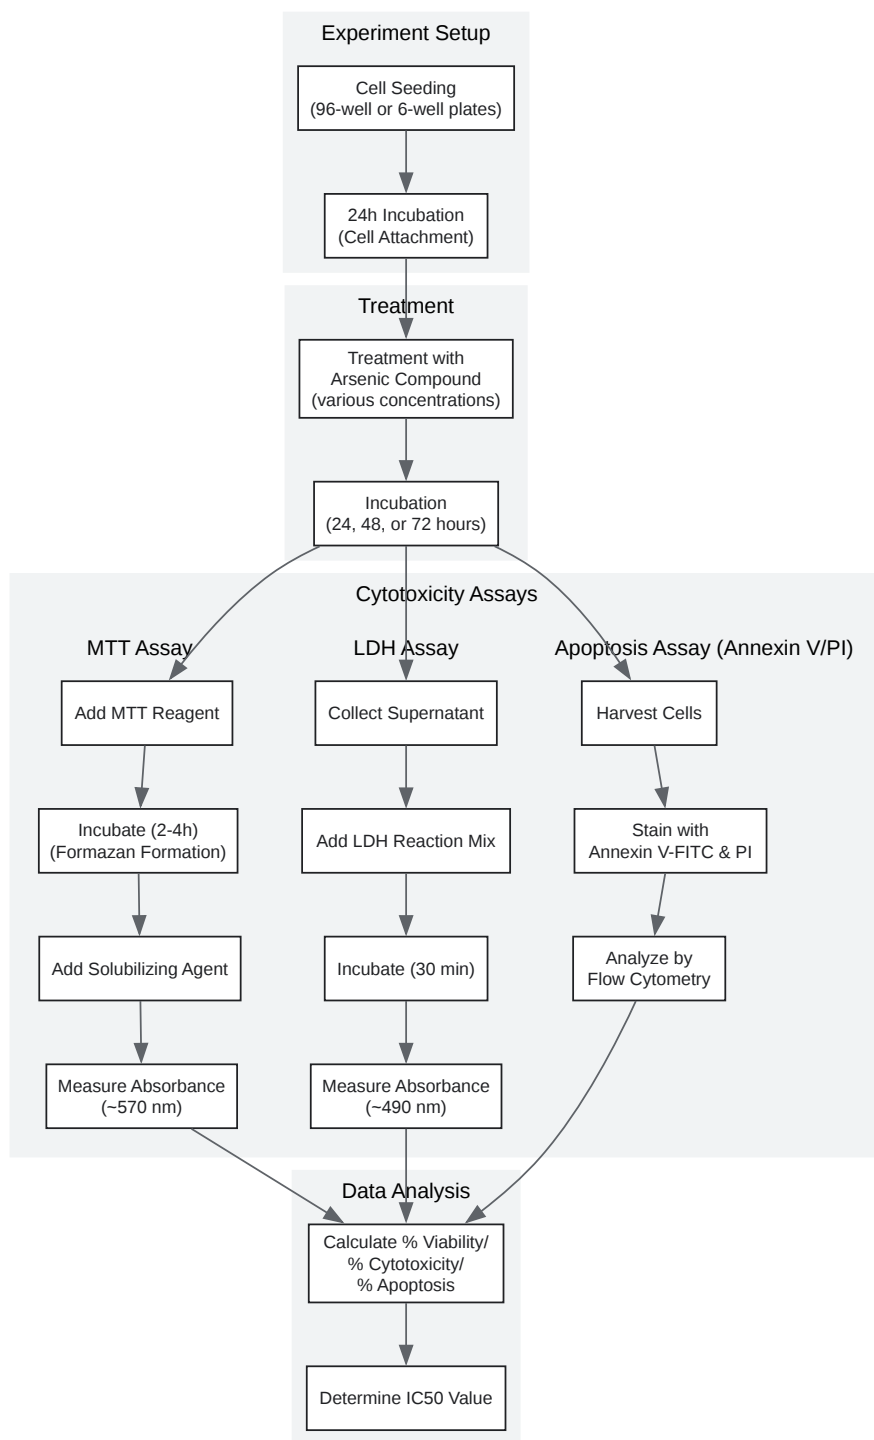 Experiment Setup
Cell Seeding
(96-well or 6-well plates)
24h Incubation
(Cell Attachment)
Treatment
Treatment with
Arsenic Compound
(various concentrations)
Incubation
(24, 48, or 72 hours)
Cytotoxicity Assays
MTT Assay
Add MTT Reagent
Incubate (2-4h)
(Formazan Formation)
Add Solubilizing Agent
Measure Absorbance
(~570 nm)
LDH Assay
Collect Supernatant
Add LDH Reaction Mix
Incubate (30 min)
Measure Absorbance
(~490 nm)
Apoptosis Assay (Annexin V/PI)
Harvest Cells
Stain with
Annexin V-FITC & PI
Analyze by
Flow Cytometry
Data Analysis
Calculate % Viability/
% Cytotoxicity/
% Apoptosis
Determine IC50 Value